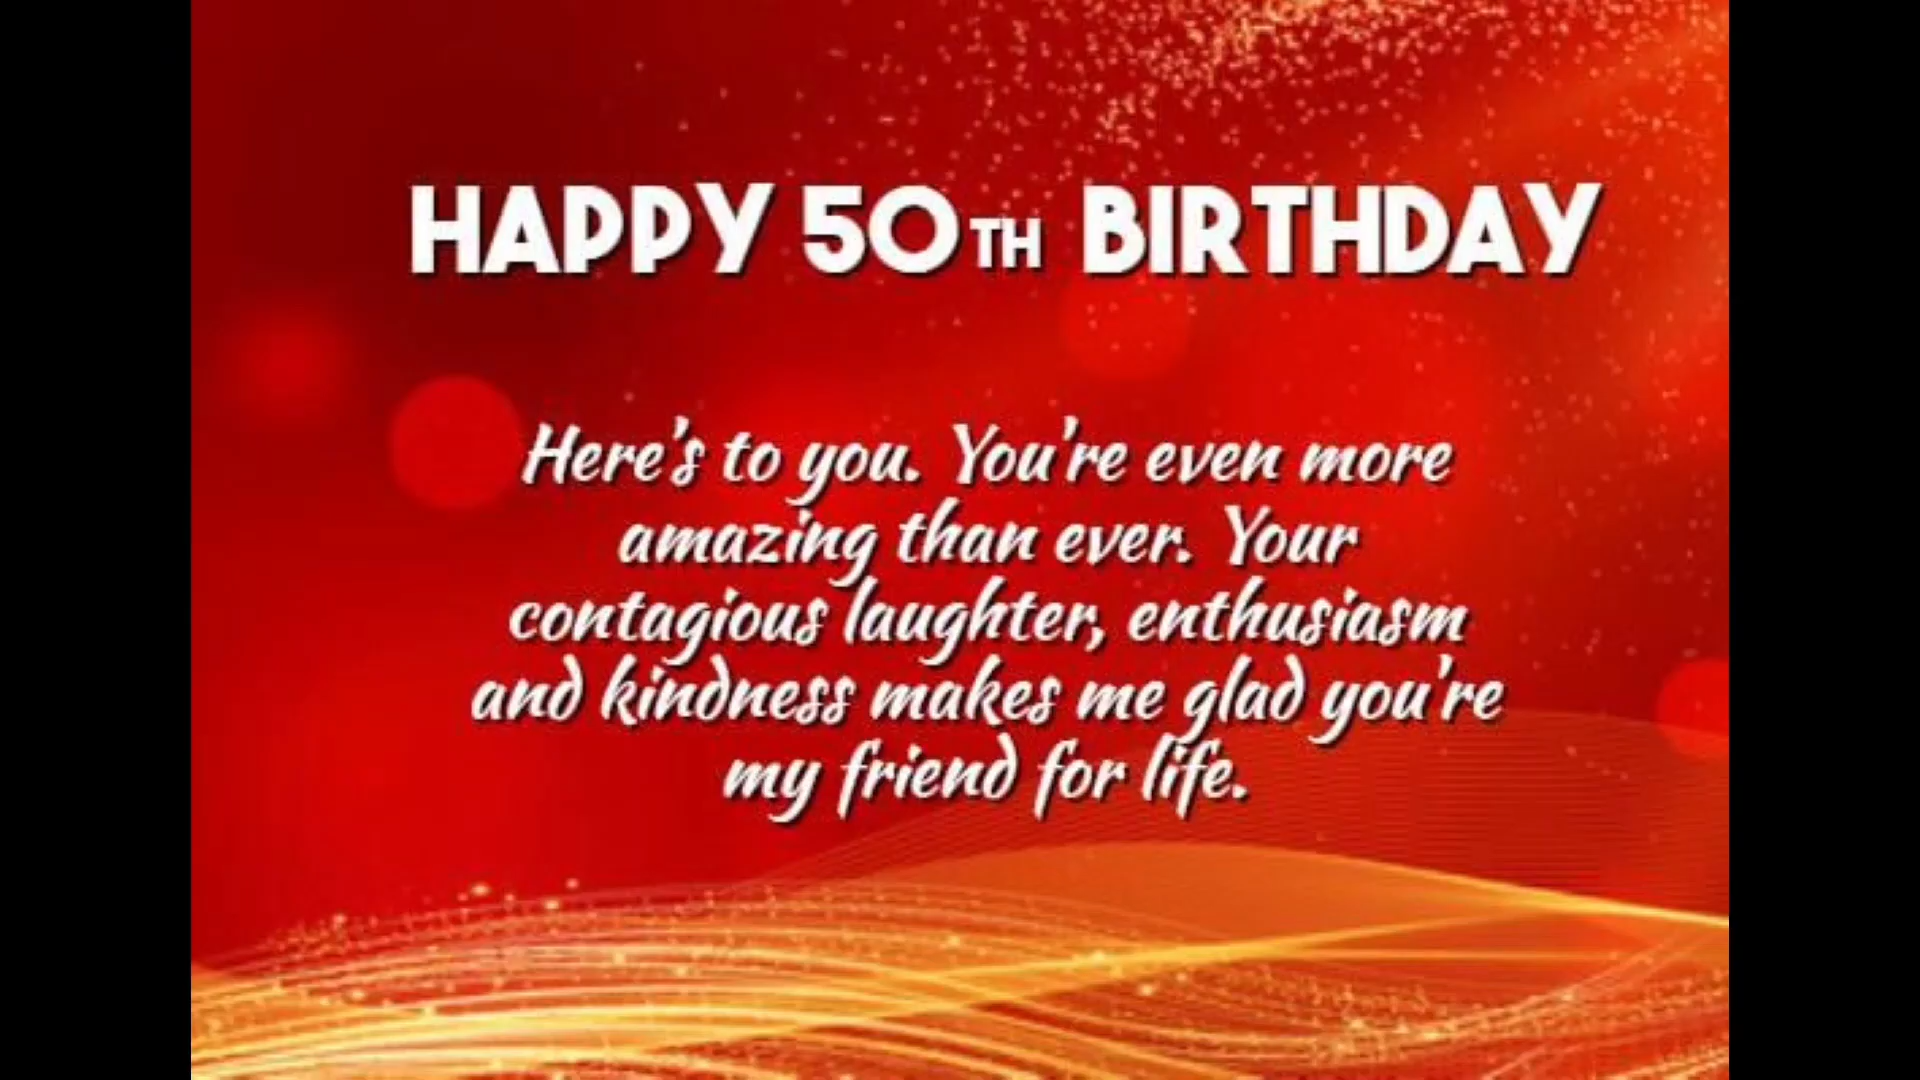 HAPPY 50TH BIRTHDAY
Here's to you. You're even more
amazing than ever. Your
contagious laughter, enthusiasm
and kindness makes me glad you're
my friend for life.